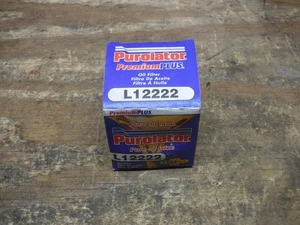 Purolator
PremiumPLUS
Oil Filter
Filtro De Aceite
Filtre À Huile
L12222
PremiumPLUS
Purolator
L12222